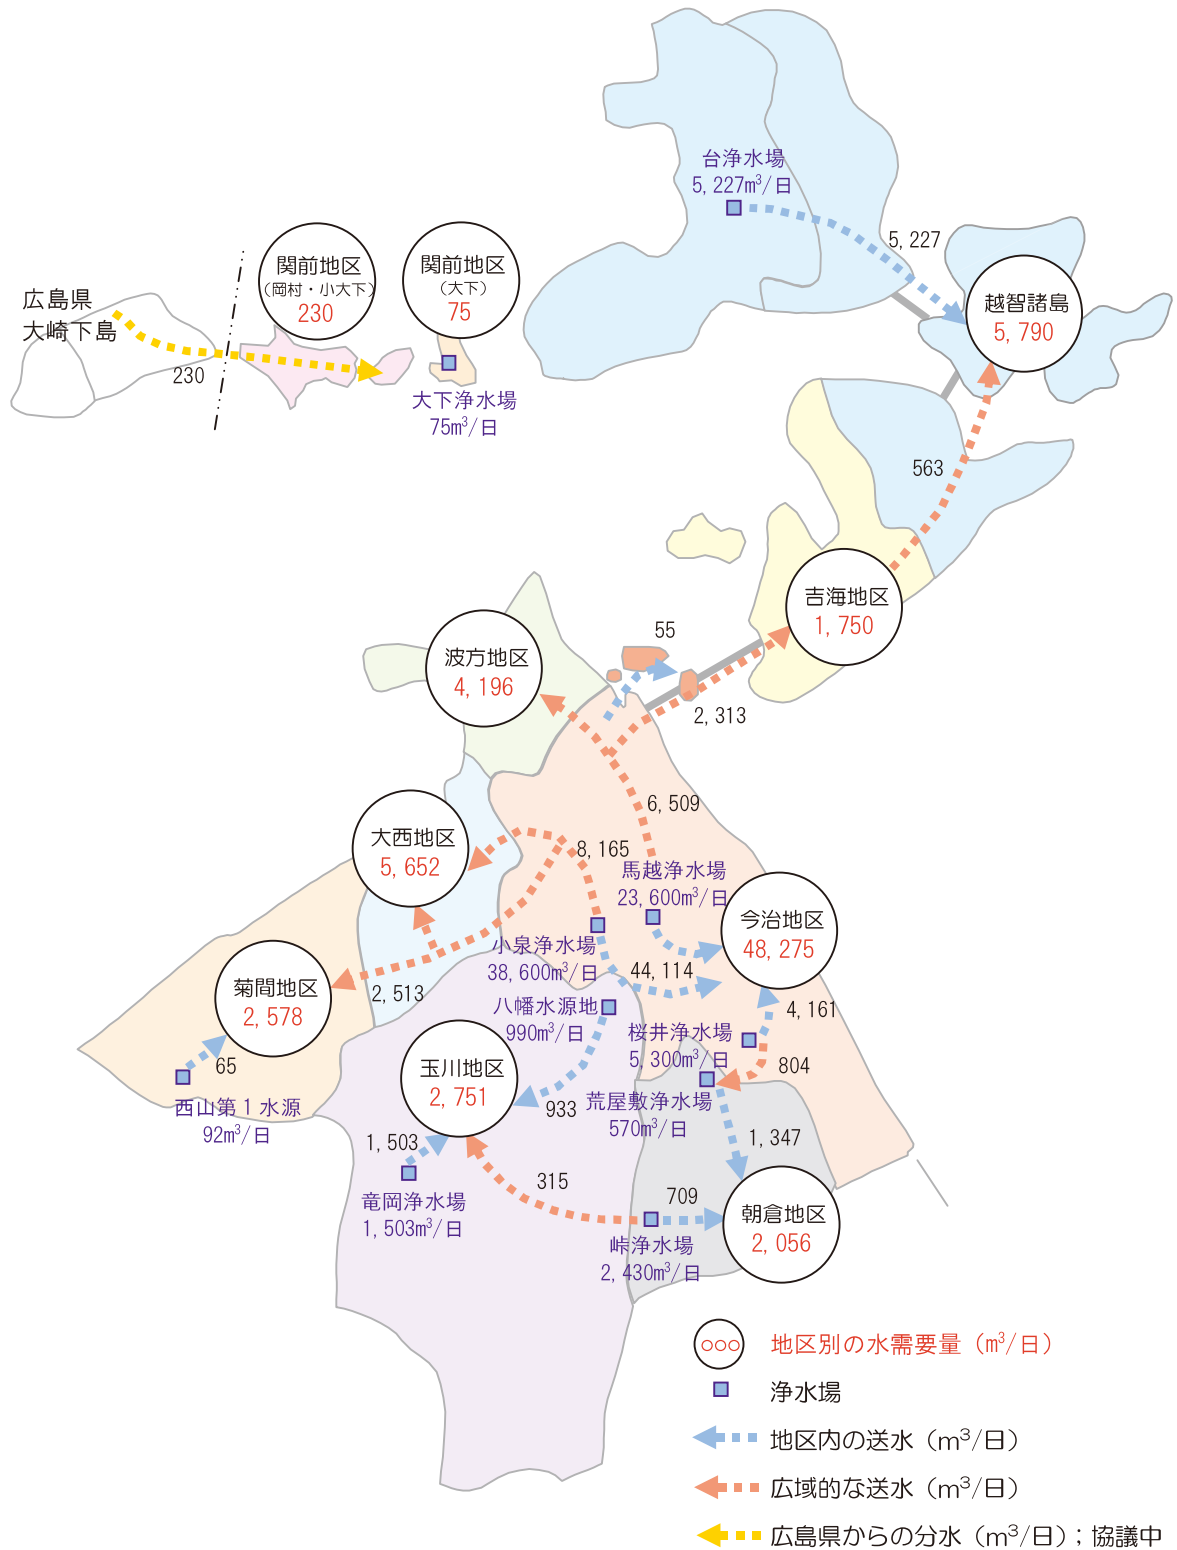 台浄水場
5,227m³/日
5,227
越智諸島
5,790
関前地区
(岡村・小大下)
230
関前地区
(大下)
75
広島県
大崎下島
230
大下浄水場
75m³/日
563
吉海地区
1,750
55
2,313
波方地区
4,196
6,509
大西地区
5,652
8,165
馬越浄水場
23,600m³/日
今治地区
48,275
小泉浄水場
38,600m³/日
44,114
菊間地区
2,578
2,513
八幡水源地
990m³/日
4,161
桜井浄水場
5,300m³/日
804
玉川地区
2,751
65
西山第1水源
92m³/日
933
荒屋敷浄水場
570m³/日
1,347
1,503
竜岡浄水場
1,503m³/日
315
709
峠浄水場
2,430m³/日
朝倉地区
2,056
○○○
地区別の水需要量(m³/日)
浄水場
地区内の送水(m³/日)
広域的な送水(m³/日)
広島県からの分水(m³/日);協議中